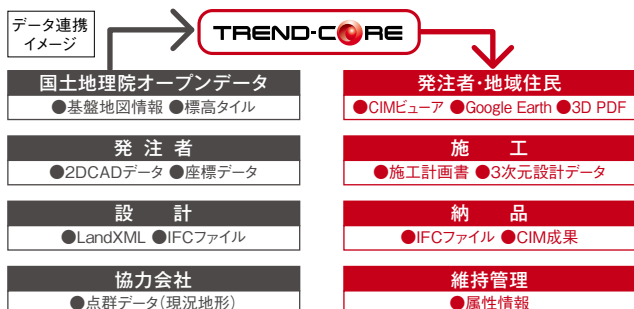 データ連携
イメージ
TREND-CORE
国土地理院オープンデータ
●基盤地図情報 ●標高タイル
発注者
●2DCADデータ ●座標データ
設計
●LandXML ●IFCファイル
協力会社
●点群データ(現況地形)
発注者・地域住民
●CIMビューア ●Google Earth ●3D PDF
施工
●施工計画書 ●3次元設計データ
納品
●IFCファイル ●CIM成果
維持管理
●属性情報